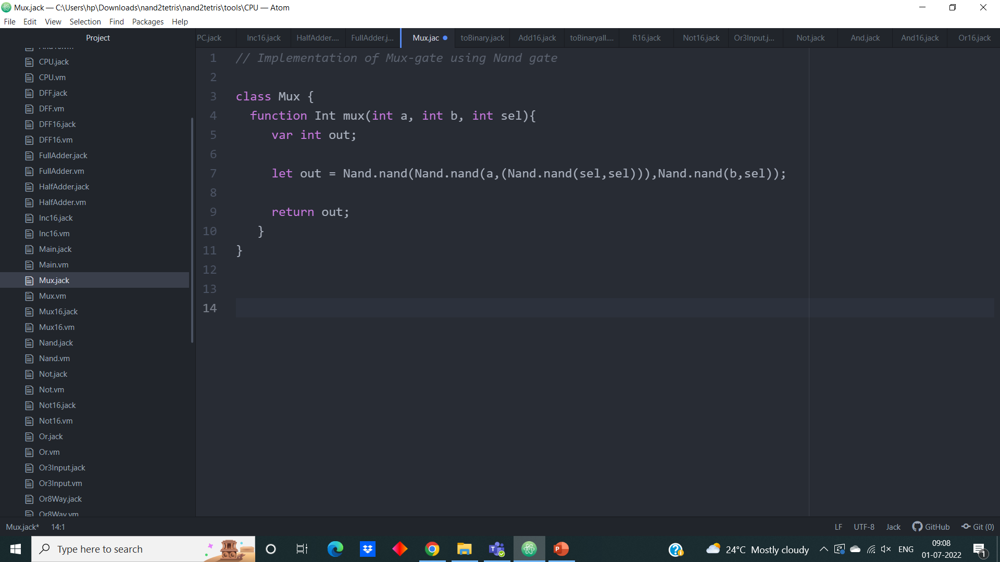 Mux.jack — C:\Users\hp\Downloads\nand2tetris\nand2tetris\tools\CPU — Atom
File Edit View Selection Find Packages Help
Project
PC.jack Inc16.jack HalfAdder.... FullAdder.j... Mux.jac toBinary.jack Add16.jack toBinaryall.... R16.jack Not16.jack Or3Input.j... Not.jack And.jack And16.jack Or16.jack
CPU.jack
CPU.vm
DFF.jack
DFF.vm
DFF16.jack
DFF16.vm
FullAdder.jack
FullAdder.vm
HalfAdder.jack
HalfAdder.vm
Inc16.jack
Inc16.vm
Main.jack
Main.vm
Mux.jack
Mux.vm
Mux16.jack
Mux16.vm
Nand.jack
Nand.vm
Not.jack
Not.vm
Not16.jack
Not16.vm
Or.jack
Or.vm
Or3Input.jack
Or3Input.vm
Or8Way.jack
Or8Way.vm
1 // Implementation of Mux-gate using Nand gate
2
3 class Mux {
4 function Int mux(int a, int b, int sel){
5 var int out;
6
7 let out = Nand.nand(Nand.nand(a,(Nand.nand(sel,sel))),Nand.nand(b,sel));
8
9 return out;
10 }
11 }
12
13
14
Mux.jack* 14:1 LF UTF-8 Jack GitHub Git (0)
Type here to search
24°C Mostly cloudy ENG 09:08
01-07-2022
1